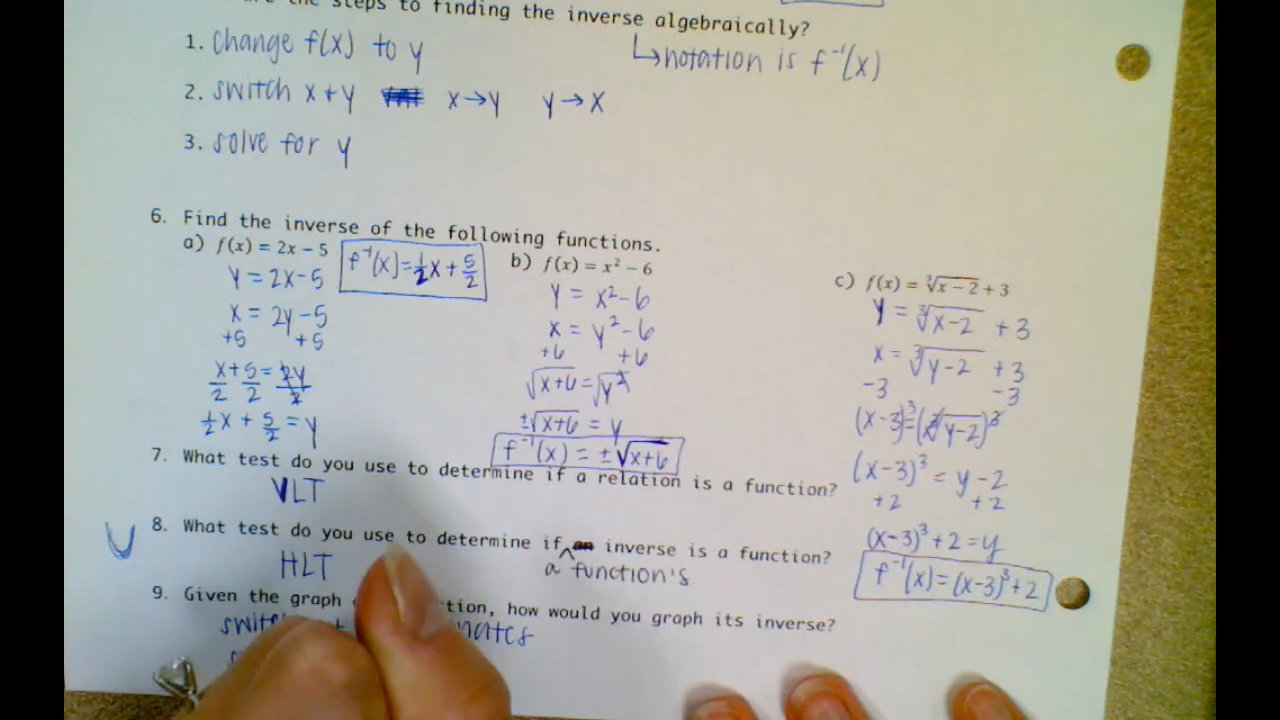 the steps to finding the inverse algebraically?
1. change f(x) to y
↳ notation is f⁻¹(x)
2. switch x + y x→y y→x
3. solve for y
6. Find the inverse of the following functions.
a) f(x) = 2x – 5
f⁻¹(x)=½x+5/2
y = 2x-5
x = 2y-5
+5 +5
x+5 = 2y
2 2 2
½x + 5/2 = y
b) f(x) = x² – 6
y = x²-6
x = y²-6
+6 +6
√x+6 = √y²
±√x+6 = y
f⁻¹(x) = ±√x+6
c) f(x) = ∛x – 2 + 3
y = ∛x-2 + 3
x = ∛y-2 + 3
-3 -3
(x-3)³=(∛y-2)³
(x-3)³ = y-2
+2 +2
(x-3)³+2=y
f⁻¹(x)=(x-3)³+2
7. What test do you use to determine if a relation is a function?
VLT
8. What test do you use to determine if inverse is a function?
HLT
a function's
9. Given the graph tion, how would you graph its inverse?